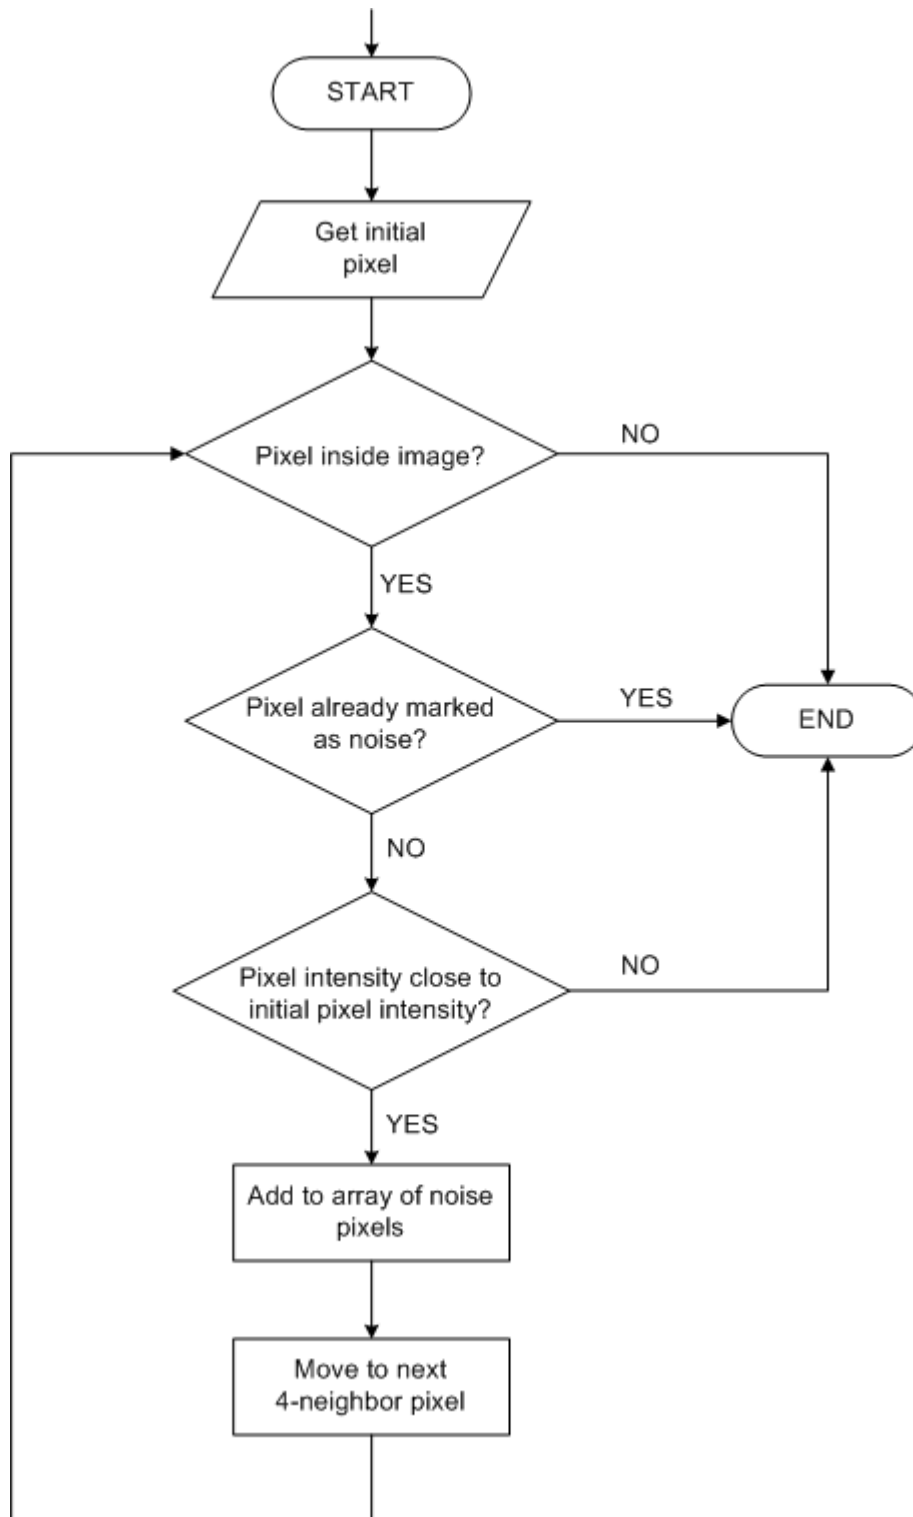 START
Get initial
pixel
Pixel inside image?
NO
YES
Pixel already marked
as noise?
YES
END
NO
Pixel intensity close to
initial pixel intensity?
NO
YES
Add to array of noise
pixels
Move to next
4-neighbor pixel